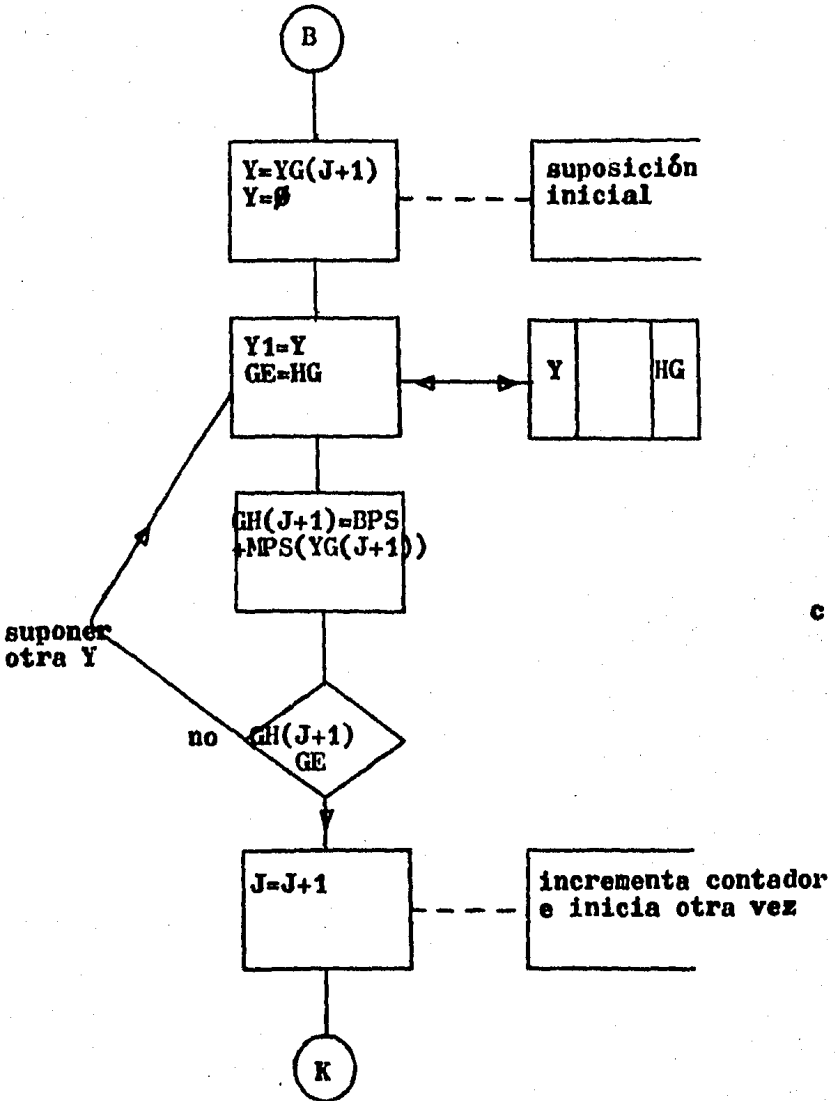 B
Y=YG(J+1)
Y=Ø
suposición
inicial
Y1=Y
GE=HG
Y
HG
GH(J+1)=BPS
+MPS(YG(J+1))
c
suponer
otra Y
no
GH(J+1)
GE
J=J+1
incrementa contador
e inicia otra vez
K